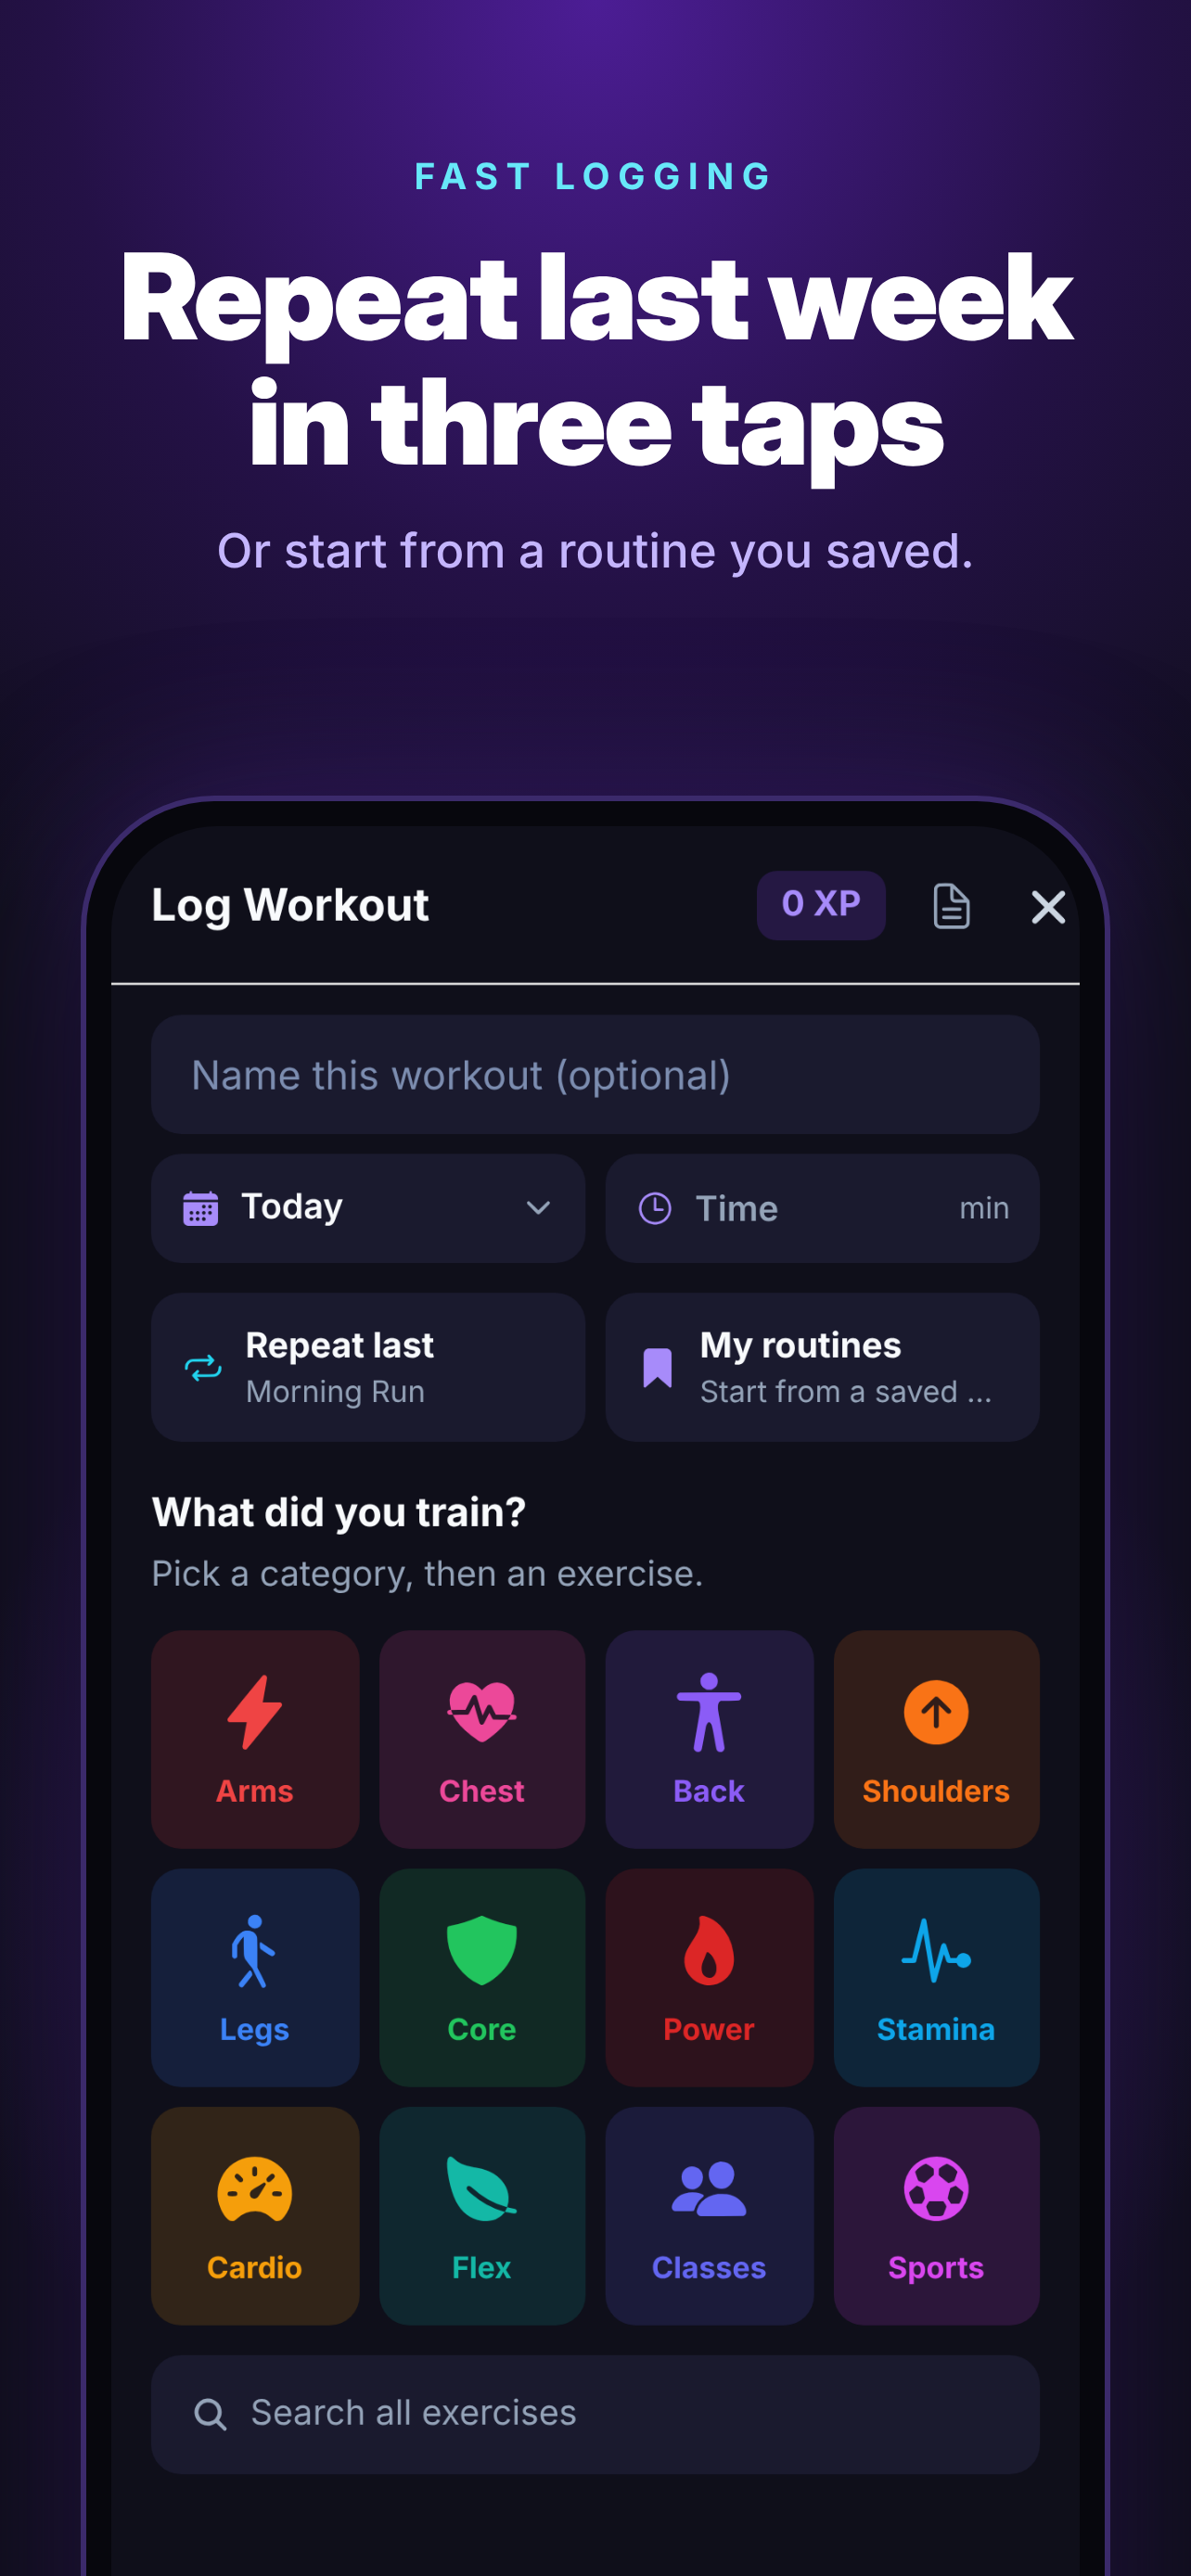 FAST LOGGING
Repeat last week
in three taps
Or start from a routine you saved.
Log Workout
0 XP
Name this workout (optional)
Today
Time
min
Repeat last
Morning Run
My routines
Start from a saved ...
What did you train?
Pick a category, then an exercise.
Arms
Chest
Back
Shoulders
Legs
Core
Power
Stamina
Cardio
Flex
Classes
Sports
Search all exercises